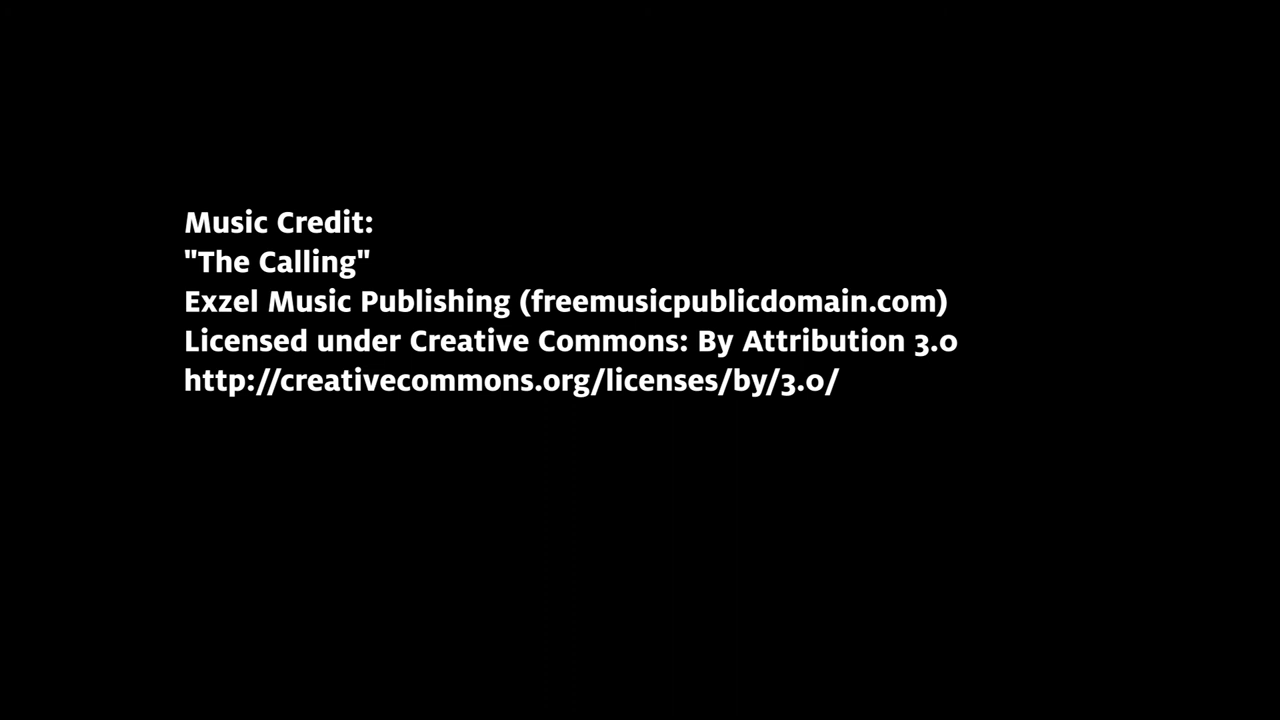 Music Credit:
"The Calling"
Exzel Music Publishing (freemusicpublicdomain.com)
Licensed under Creative Commons: By Attribution 3.0
http://creativecommons.org/licenses/by/3.0/